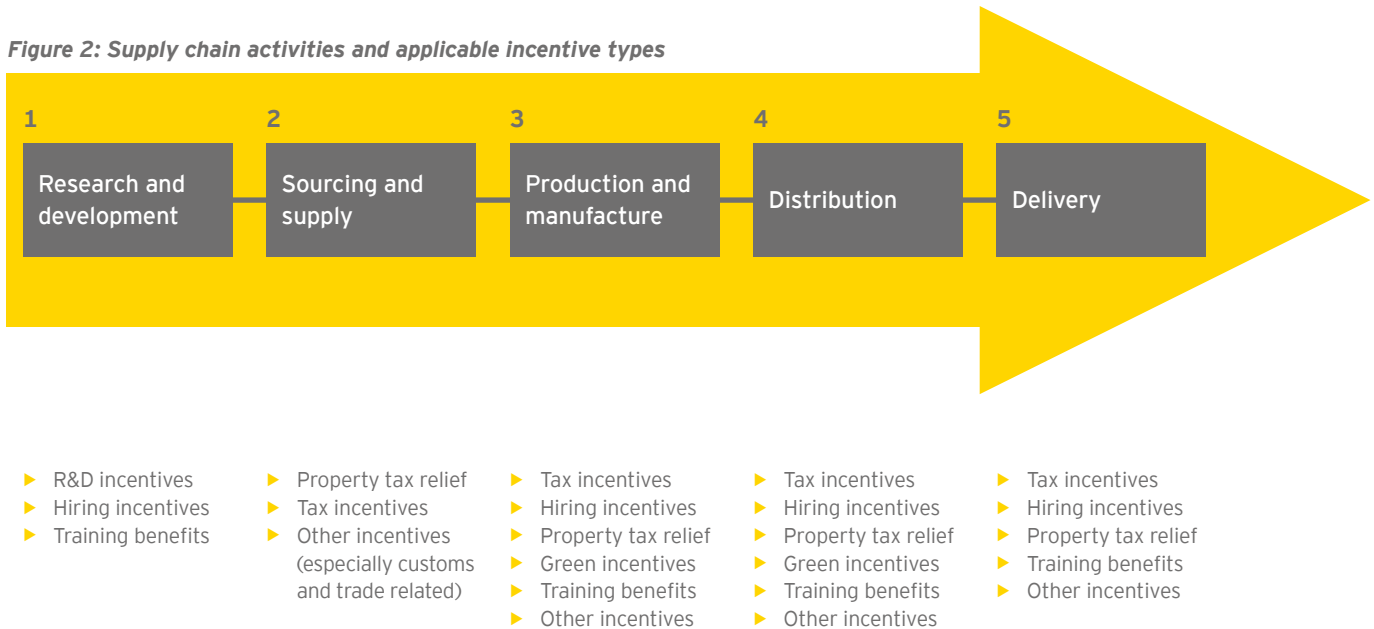 Figure 2: Supply chain activities and applicable incentive types
1
Research and
development
2
Sourcing and
supply
3
Production and
manufacture
4
Distribution
5
Delivery
R&D incentives
Hiring incentives
Training benefits
Property tax relief
Tax incentives
Other incentives
(especially customs
and trade related)
Tax incentives
Hiring incentives
Property tax relief
Green incentives
Training benefits
Other incentives
Tax incentives
Hiring incentives
Property tax relief
Green incentives
Training benefits
Other incentives
Tax incentives
Hiring incentives
Property tax relief
Training benefits
Other incentives